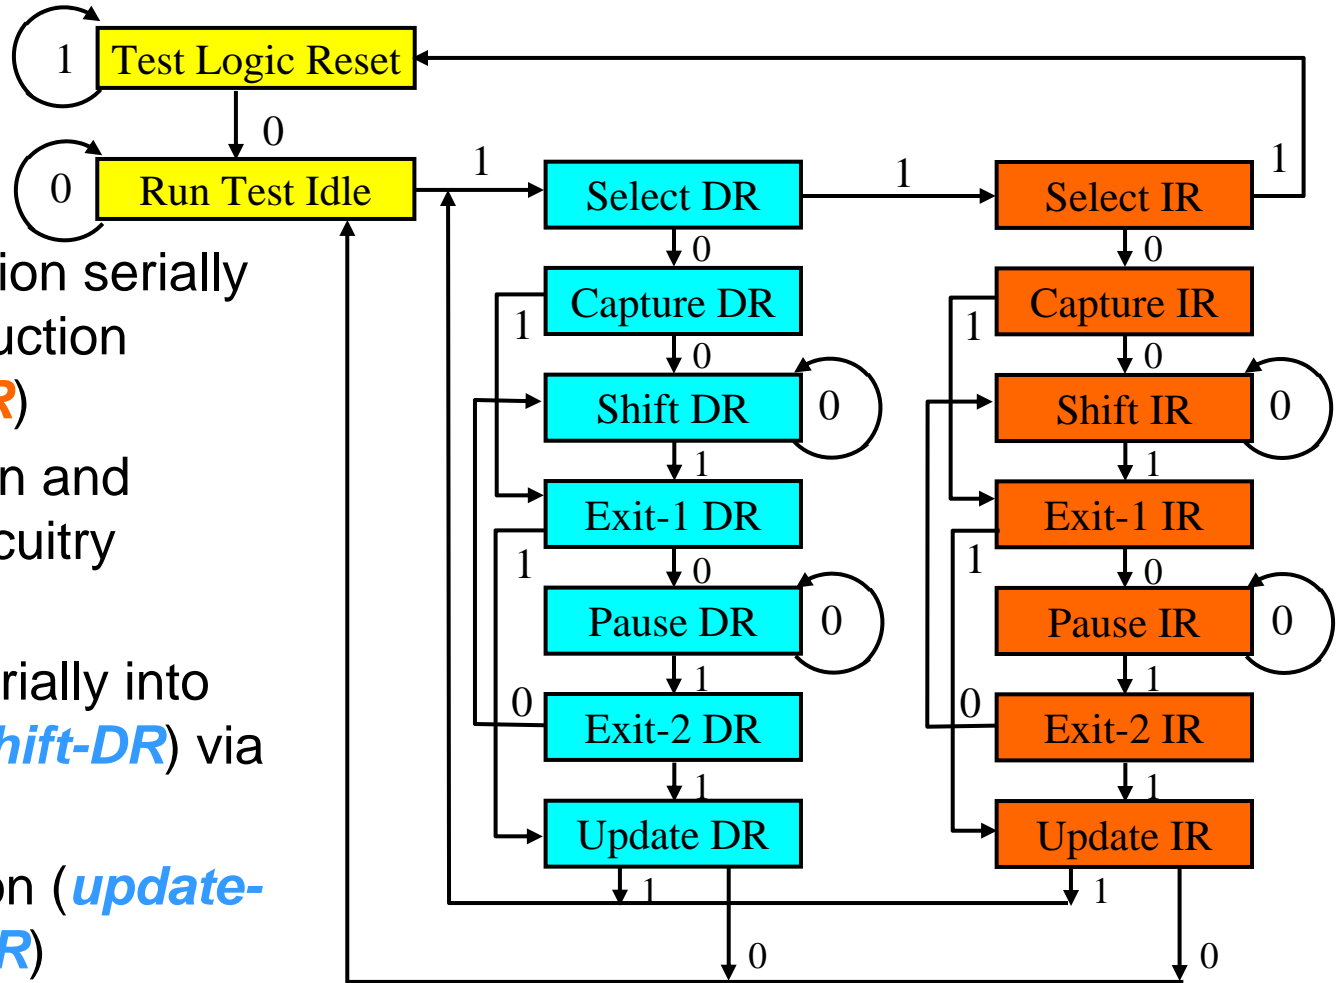 1 Test Logic Reset
0
0 Run Test Idle 1 Select DR 1 Select IR 1
0 0
ion serially
Capture DR Capture IR
uction 1 1
0 0
R)
Shift DR 0 Shift IR 0
1 1
n and
Exit-1 DR Exit-1 IR
cuitry
1 0 1 0
Pause DR 0 Pause IR 0
rially into
1 1
0 0
hift-DR) via
Exit-2 DR Exit-2 IR
1 1
Update DR Update IR
on (update-
1 1
R)
0 0